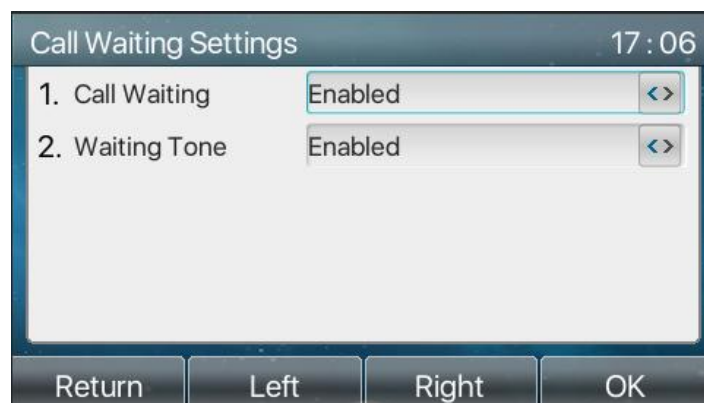 Call Waiting Settings 17:06
1. Call Waiting Enabled <>
2. Waiting Tone Enabled <>
Return Left Right OK